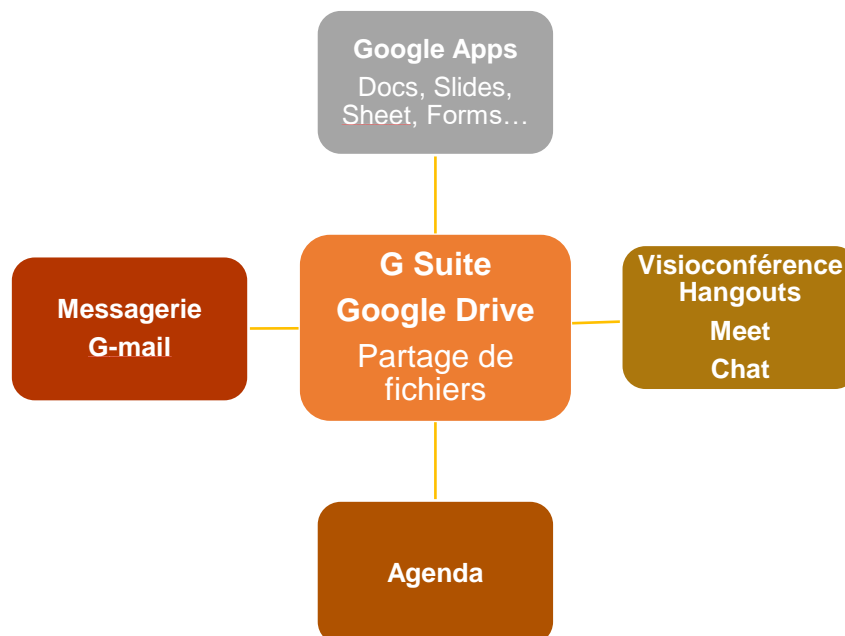 Google Apps
Docs, Slides,
Sheet, Forms…
G Suite
Google Drive
Partage de
fichiers
Messagerie
G-mail
Visioconférence
Hangouts
Meet
Chat
Agenda